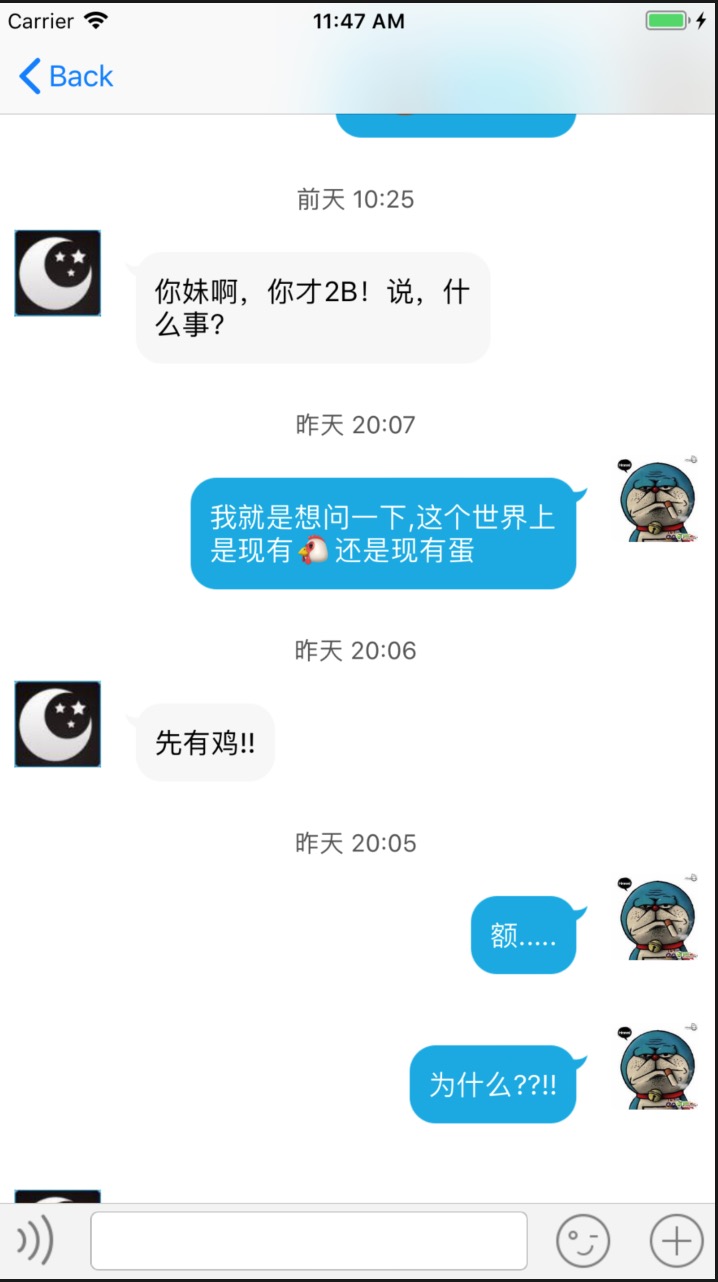 Carrier 11:47 AM
Back
前天 10:25
你妹啊，你才2B！说，什
么事?
昨天 20:07
我就是想问一下,这个世界上
是现有🐔还是现有蛋
昨天 20:06
先有鸡!!
昨天 20:05
额.....
为什么??!!